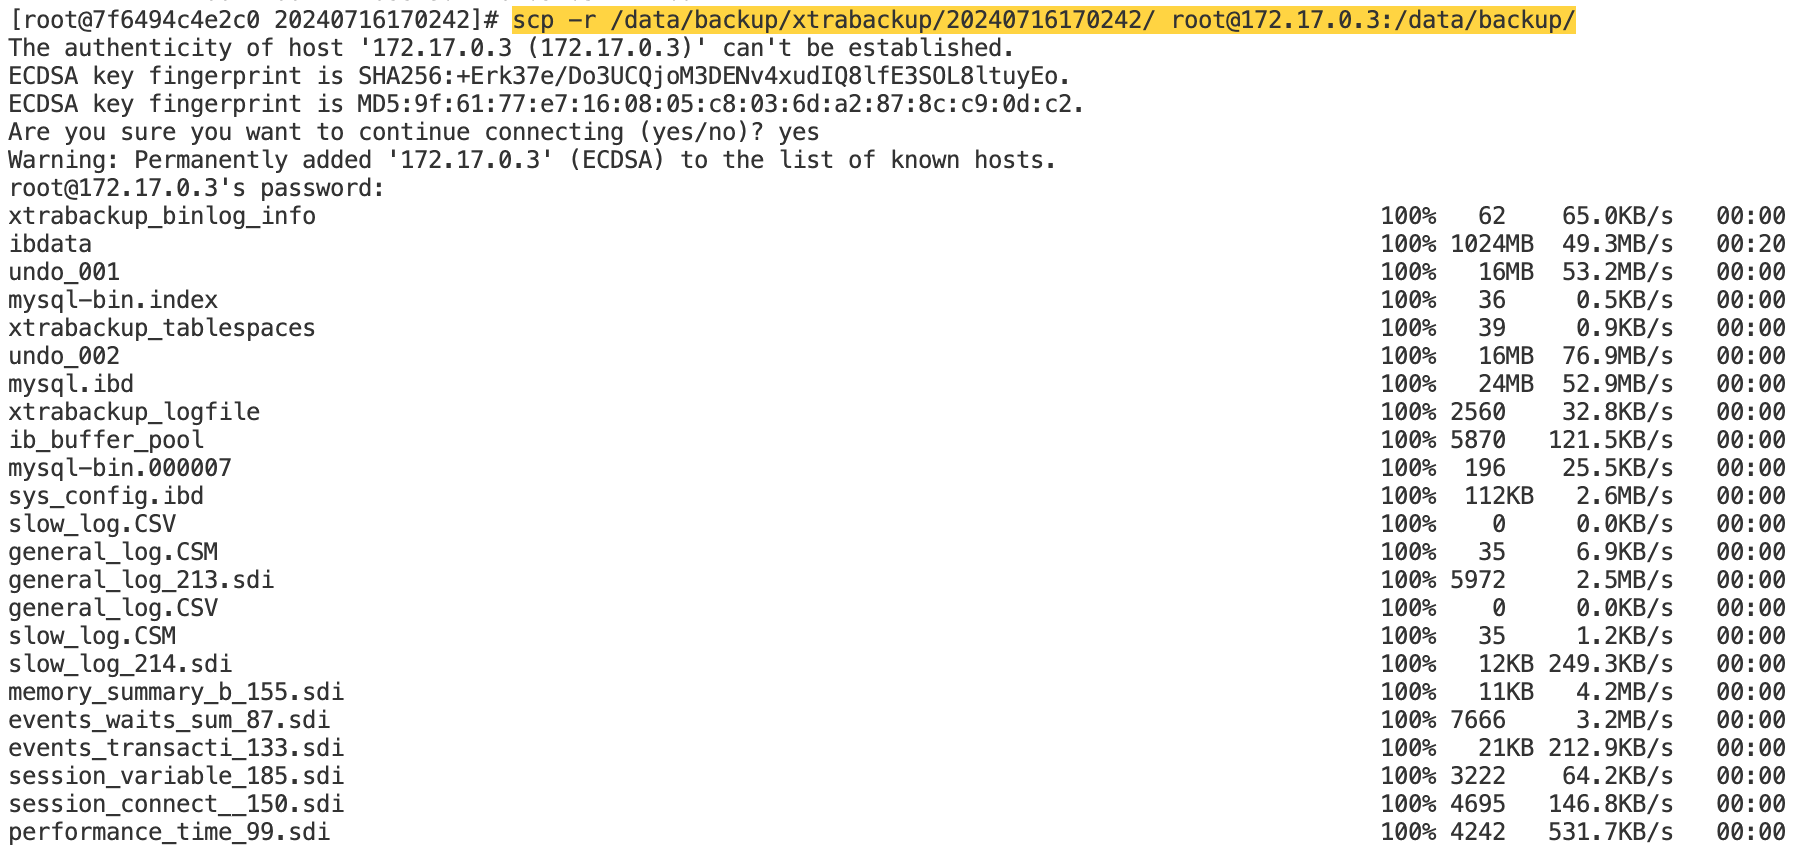 [root@7f6494c4e2c0 20240716170242]# scp -r /data/backup/xtrabackup/20240716170242/ root@172.17.0.3:/data/backup/
The authenticity of host '172.17.0.3 (172.17.0.3)' can't be established.
ECDSA key fingerprint is SHA256:+Erk37e/Do3UCQjoM3DENv4xudIQ8lfE3SOL8ltuyEo.
ECDSA key fingerprint is MD5:9f:61:77:e7:16:08:05:c8:03:6d:a2:87:8c:c9:0d:c2.
Are you sure you want to continue connecting (yes/no)? yes
Warning: Permanently added '172.17.0.3' (ECDSA) to the list of known hosts.
root@172.17.0.3's password:
xtrabackup_binlog_info 100% 62 65.0KB/s 00:00
ibdata 100% 1024MB 49.3MB/s 00:20
undo_001 100% 16MB 53.2MB/s 00:00
mysql-bin.index 100% 36 0.5KB/s 00:00
xtrabackup_tablespaces 100% 39 0.9KB/s 00:00
undo_002 100% 16MB 76.9MB/s 00:00
mysql.ibd 100% 24MB 52.9MB/s 00:00
xtrabackup_logfile 100% 2560 32.8KB/s 00:00
ib_buffer_pool 100% 5870 121.5KB/s 00:00
mysql-bin.000007 100% 196 25.5KB/s 00:00
sys_config.ibd 100% 112KB 2.6MB/s 00:00
slow_log.CSV 100% 0 0.0KB/s 00:00
general_log.CSM 100% 35 6.9KB/s 00:00
general_log_213.sdi 100% 5972 2.5MB/s 00:00
general_log.CSV 100% 0 0.0KB/s 00:00
slow_log.CSM 100% 35 1.2KB/s 00:00
slow_log_214.sdi 100% 12KB 249.3KB/s 00:00
memory_summary_b_155.sdi 100% 11KB 4.2MB/s 00:00
events_waits_sum_87.sdi 100% 7666 3.2MB/s 00:00
events_transacti_133.sdi 100% 21KB 212.9KB/s 00:00
session_variable_185.sdi 100% 3222 64.2KB/s 00:00
session_connect__150.sdi 100% 4695 146.8KB/s 00:00
performance_time_99.sdi 100% 4242 531.7KB/s 00:00